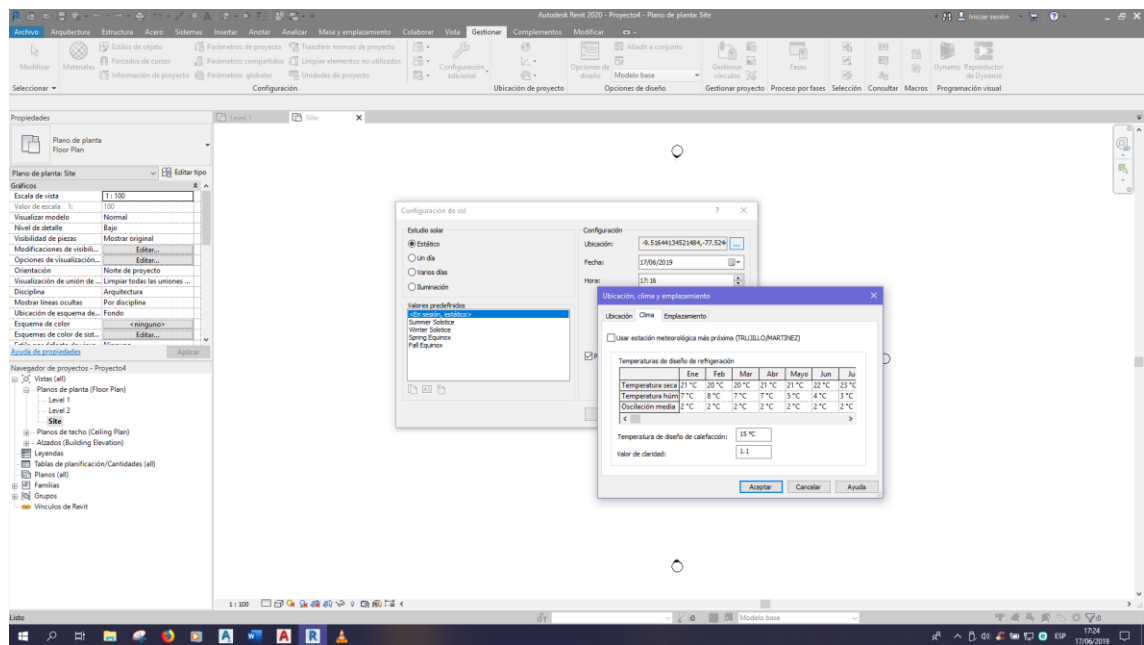 Autodesk Revit 2020 - Proyecto4 - Plano de planta: Site
Iniciar sesión
Archivo Arquitectura Estructura Acero Sistemas Insertar Anotar Analizar Masa y emplazamiento Colaborar Vista Gestionar Complementos Modificar
Modificar
Materiales
Estilos de objeto
Forzados de cursor
Información de proyecto
Parámetros de proyecto
Parámetros compartidos
Parámetros globales
Transferir normas de proyecto
Limpiar elementos no utilizados
Unidades de proyecto
Configuración
adicional
Opciones de
diseño
Añade a conjunto
Modelo base
Gestionar
vínculos
Fases
Dynamo
Reproductor
de Dynamo
Seleccionar
Configuración
Ubicación de proyecto
Opciones de diseño
Gestionar proyecto
Proceso por fases
Selección
Consultar
Macros
Programación visual
Propiedades
Level 1
Site
Plano de planta
Floor Plan
Plano de planta: Site
Editar tipo
Gráficos
Escala de vista 1 : 100
Valor de escala 1: 100
Visualizar modelo Normal
Nivel de detalle Bajo
Visibilidad de piezas Mostrar original
Modificaciones de visibili... Editar...
Opciones de visualización... Editar...
Orientación Norte de proyecto
Visualización de unión de ... Limpiar todas las uniones ...
Disciplina Arquitectura
Mostrar líneas ocultas Por disciplina
Ubicación de esquema de... Fondo
Esquema de color <ninguno>
Esquemas de color de sist... Editar...
Ayuda de propiedades
Aplicar
Navegador de proyectos - Proyecto4
Vistas (all)
Planos de planta (Floor Plan)
Level 1
Level 2
Site
Planos de techo (Ceiling Plan)
Alzados (Building Elevation)
Leyendas
Tablas de planificación/Cantidades (all)
Planos (all)
Familias
Grupos
Vínculos de Revit
Configuración de sol
Estudio solar
Estático
Un día
Varios días
Iluminación
Valores predefinidos
<En sesión, estático>
Summer Solstice
Winter Solstice
Spring Equinox
Fall Equinox
Configuración
Ubicación: -9.51644134521484,-77.524
Fecha: 17/06/2019
Hora: 17:16
Ubicación, clima y emplazamiento
Ubicación Clima Emplazamiento
Usar estación meteorológica más próxima (TRUJILLO/MARTINEZ)
Temperaturas de diseño de refrigeración
Ene Feb Mar Abr Mayo Jun Ju
Temperatura seca 21 °C 20 °C 20 °C 21 °C 21 °C 22 °C 23 °C
Temperatura húm 7 °C 8 °C 7 °C 7 °C 5 °C 4 °C 3 °C
Oscilación media 2 °C 2 °C 2 °C 2 °C 2 °C 2 °C 2 °C
Temperatura de diseño de calefacción: 15 °C
Valor de claridad: 1.1
Aceptar Cancelar Ayuda
1 : 100
Listo
:0
Modelo base
:0
ESP
17:24
17/06/2019